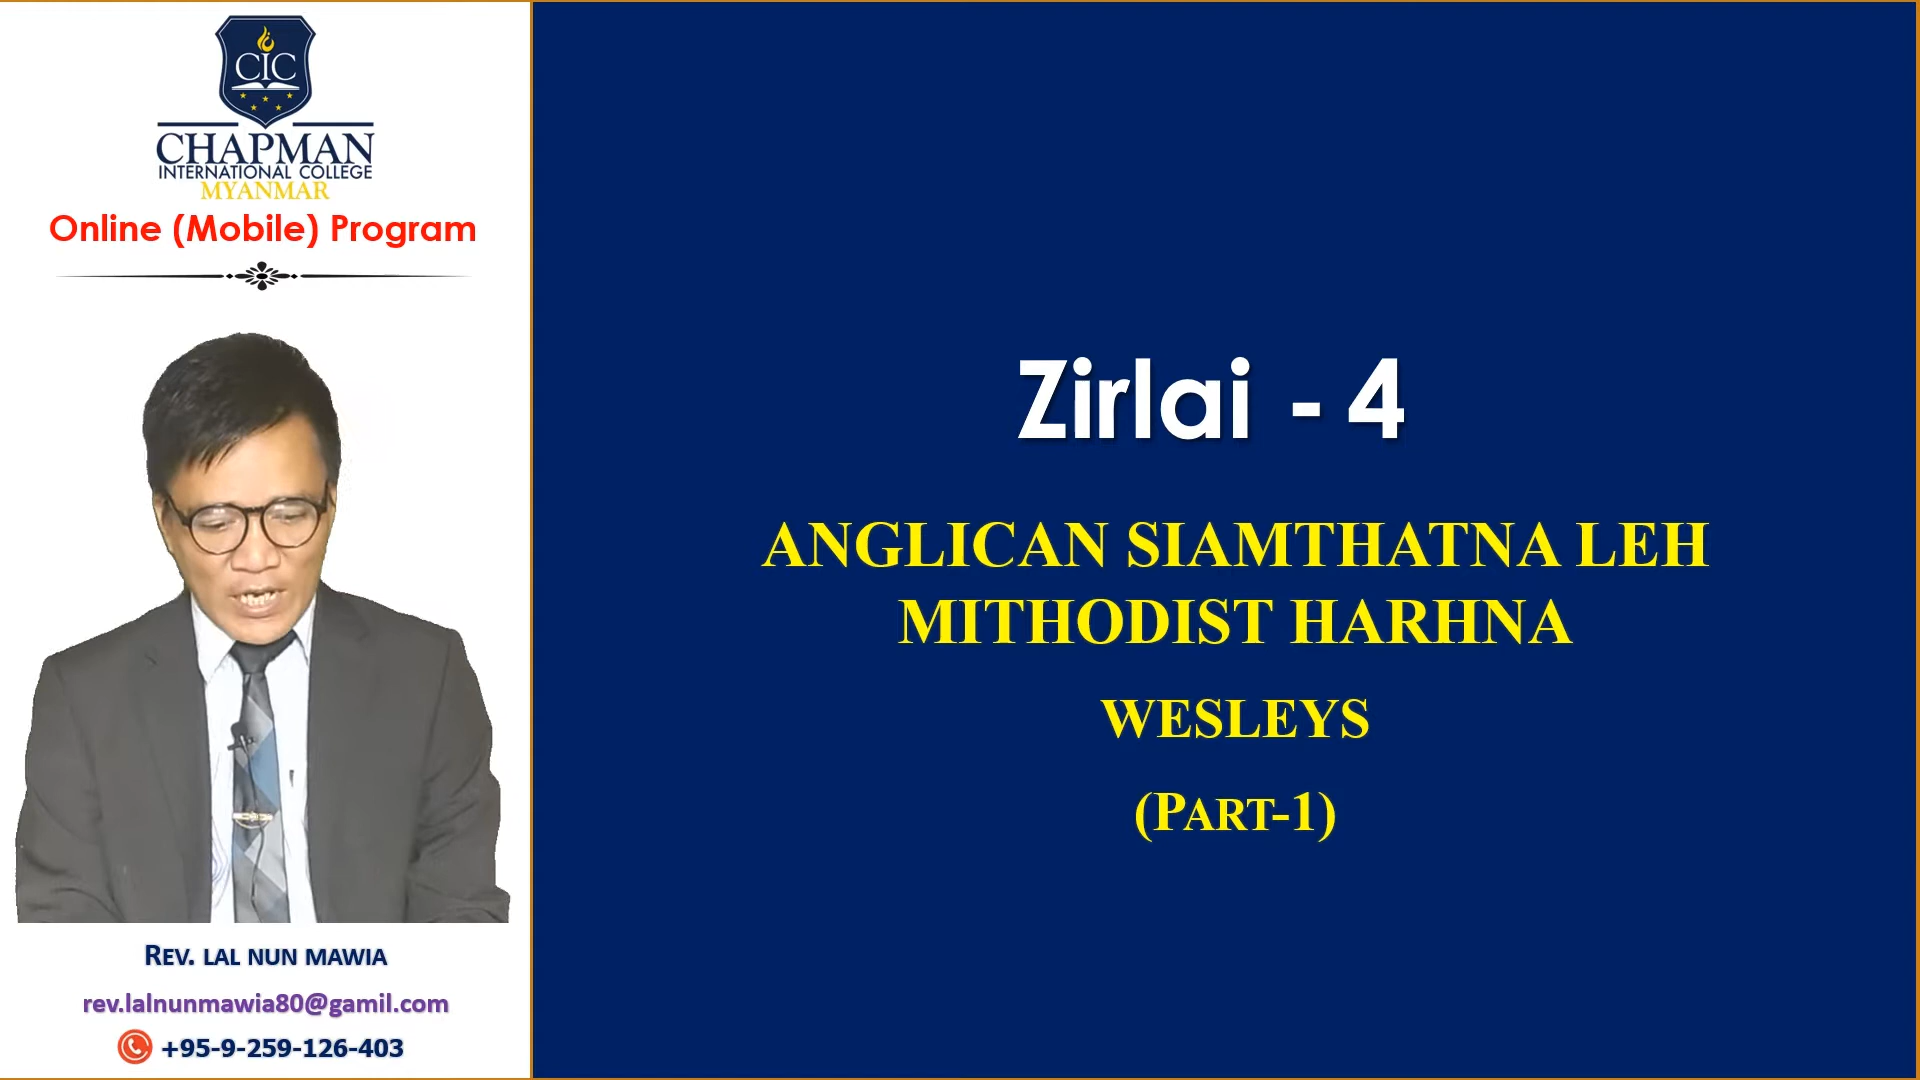 CIC
CHAPMAN
INTERNATIONAL COLLEGE
MYANMAR
Online (Mobile) Program
REV. LAL NUN MAWIA
rev.lalnunmawia80@gamil.com
+95-9-259-126-403
Zirlai - 4
ANGLICAN SIAMTHATNA LEH
MITHODIST HARHNA
WESLEYS
(PART-1)